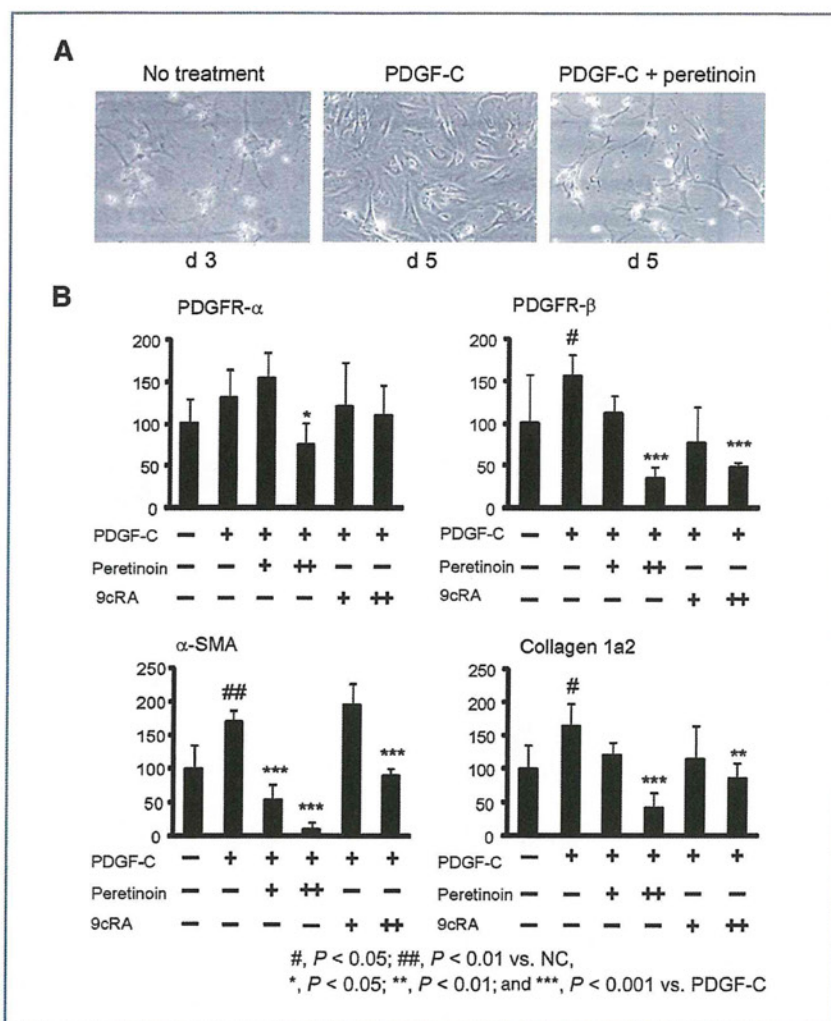 A
No treatment PDGF-C PDGF-C + peretinoin
d 3 d 5 d 5
B
PDGFR-α
200
150
100
50
0
*
PDGF-C − + + + + +
Peretinoin − − + ++ − −
9cRA − − − − + ++
PDGFR-β
200
150
100
50
0
# *** ***
PDGF-C − + + + + +
Peretinoin − − + ++ − −
9cRA − − − − + ++
α-SMA
250
200
150
100
50
0
## *** *** ***
PDGF-C − + + + + +
Peretinoin − − + ++ − −
9cRA − − − − + ++
Collagen 1a2
250
200
150
100
50
0
# *** **
PDGF-C − + + + + +
Peretinoin − − + ++ − −
9cRA − − − − + ++
#, P < 0.05; ##, P < 0.01 vs. NC,
*, P < 0.05; **, P < 0.01; and ***, P < 0.001 vs. PDGF-C